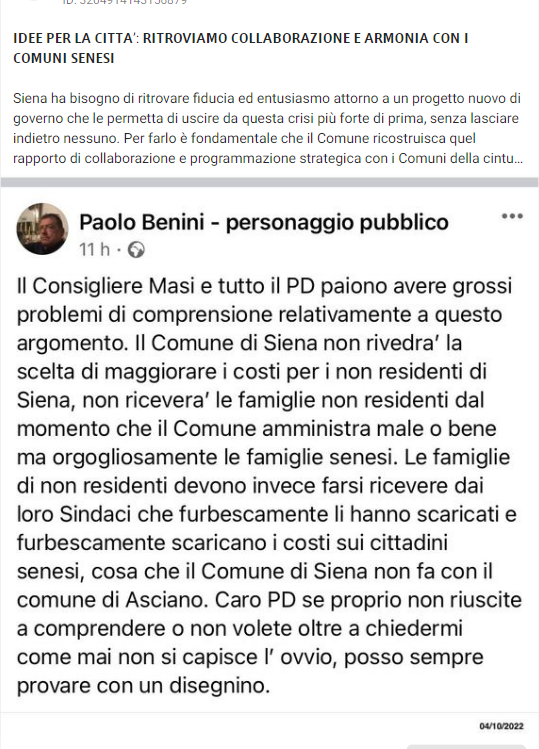 ID: 3204914143130879
IDEE PER LA CITTA': RITROVIAMO COLLABORAZIONE E ARMONIA CON I
COMUNI SENESI
Siena ha bisogno di ritrovare fiducia ed entusiasmo attorno a un progetto nuovo di
governo che le permetta di uscire da questa crisi più forte di prima, senza lasciare
indietro nessuno. Per farlo è fondamentale che il Comune ricostruisca quel
rapporto di collaborazione e programmazione strategica con i Comuni della cintu...
Paolo Benini - personaggio pubblico
11 h ·
Il Consigliere Masi e tutto il PD paiono avere grossi
problemi di comprensione relativamente a questo
argomento. Il Comune di Siena non rivedra' la
scelta di maggiorare i costi per i non residenti di
Siena, non ricevera' le famiglie non residenti dal
momento che il Comune amministra male o bene
ma orgogliosamente le famiglie senesi. Le famiglie
di non residenti devono invece farsi ricevere dai
loro Sindaci che furbescamente li hanno scaricati e
furbescamente scaricano i costi sui cittadini
senesi, cosa che il Comune di Siena non fa con il
comune di Asciano. Caro PD se proprio non riuscite
a comprendere o non volete oltre a chiedermi
come mai non si capisce l' ovvio, posso sempre
provare con un disegnino.
04/10/2022